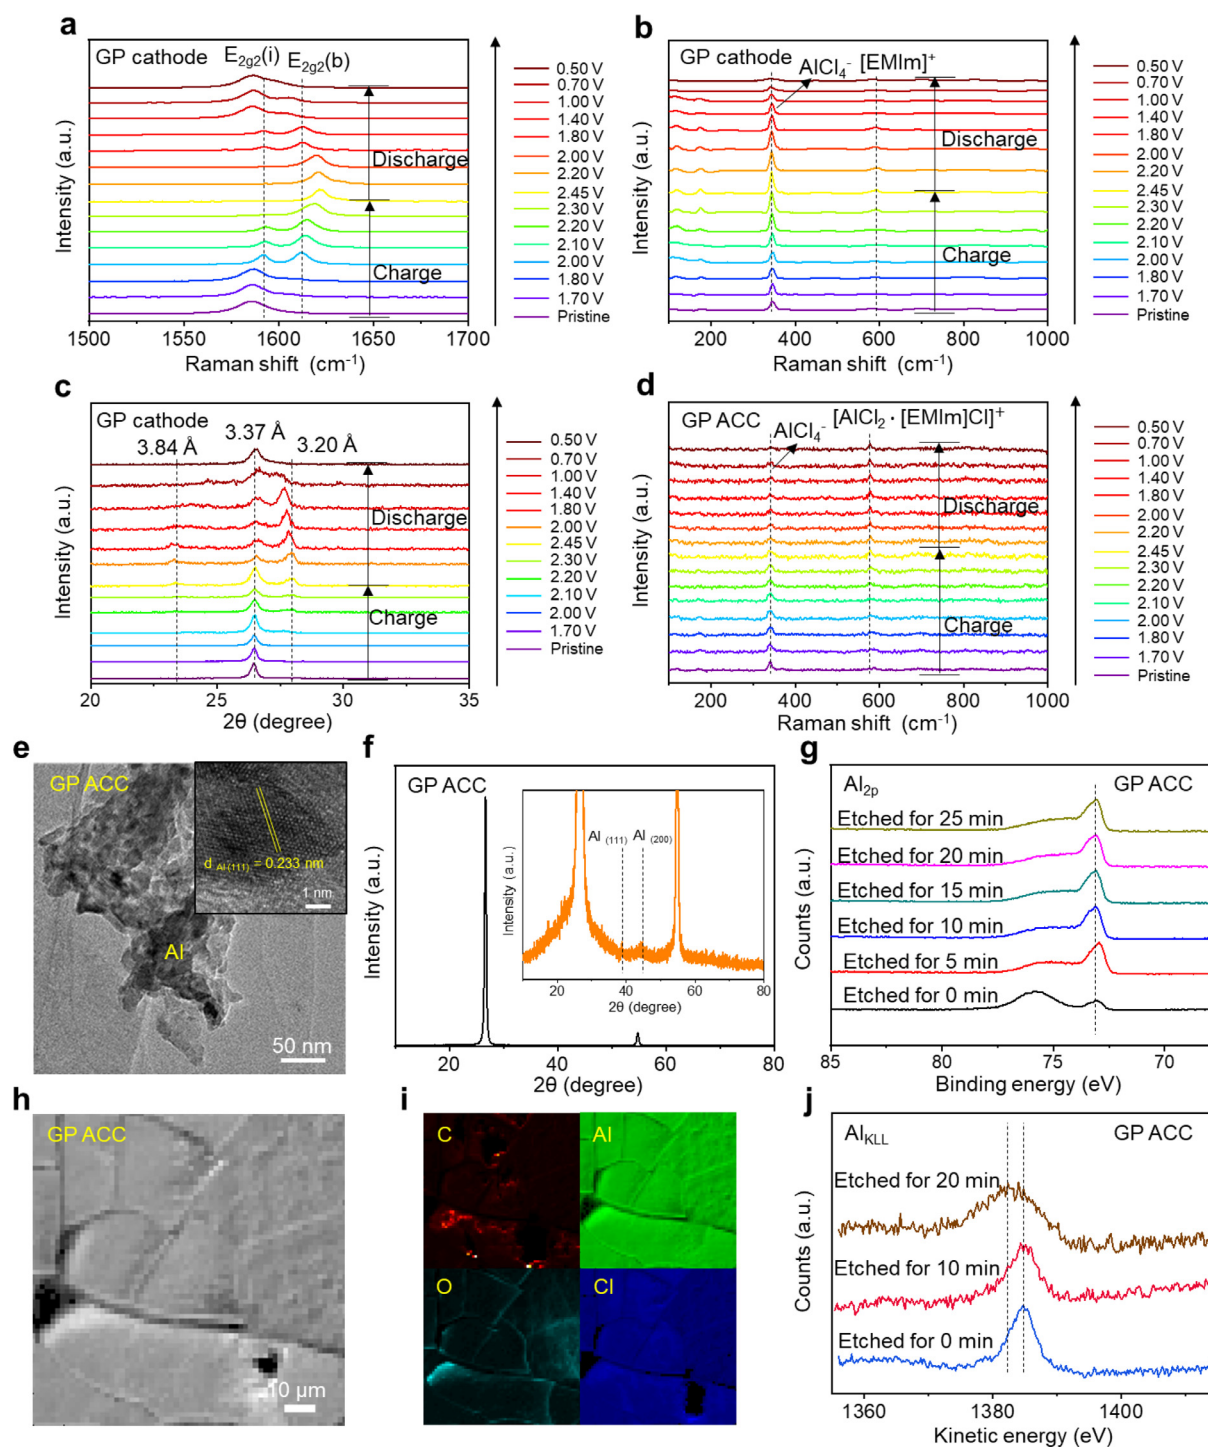 a
GP cathode
E2g2(i)
E2g2(b)
Discharge
Charge
Intensity (a.u.)
1500
1550
1600
1650
1700
Raman shift (cm-1)
0.50 V
0.70 V
1.00 V
1.40 V
1.80 V
2.00 V
2.20 V
2.45 V
2.30 V
2.20 V
2.10 V
2.00 V
1.80 V
1.70 V
Pristine
b
GP cathode
AlCl4- [EMIm]+
Discharge
Charge
Intensity (a.u.)
200
400
600
800
1000
Raman shift (cm-1)
0.50 V
0.70 V
1.00 V
1.40 V
1.80 V
2.00 V
2.20 V
2.45 V
2.30 V
2.20 V
2.10 V
2.00 V
1.80 V
1.70 V
Pristine
c
GP cathode
3.84 Å
3.37 Å
3.20 Å
Discharge
Charge
Intensity (a.u.)
20
25
30
35
2θ (degree)
0.50 V
0.70 V
1.00 V
1.40 V
1.80 V
2.00 V
2.45 V
2.30 V
2.20 V
2.10 V
2.00 V
1.70 V
Pristine
d
GP ACC
AlCl4-
[AlCl2 · [EMIm]Cl]+
Discharge
Charge
Intensity (a.u.)
200
400
600
800
1000
Raman shift (cm-1)
0.50 V
0.70 V
1.00 V
1.40 V
1.80 V
2.00 V
2.20 V
2.45 V
2.30 V
2.20 V
2.10 V
2.00 V
1.80 V
1.70 V
Pristine
e
GP ACC
d Al (111) = 0.233 nm
1 nm
Al
50 nm
f
GP ACC
Intensity (a.u.)
Al (111)
Al (200)
Intensity (a.u.)
20
40
60
80
2θ (degree)
20
40
60
80
2θ (degree)
g
Al2p
GP ACC
Etched for 25 min
Etched for 20 min
Etched for 15 min
Etched for 10 min
Etched for 5 min
Etched for 0 min
Counts (a.u.)
85
80
75
70
Binding energy (eV)
h
GP ACC
10 μm
i
C
Al
O
Cl
j
AlKLL
GP ACC
Etched for 20 min
Etched for 10 min
Etched for 0 min
Counts (a.u.)
1360
1380
1400
Kinetic energy (eV)